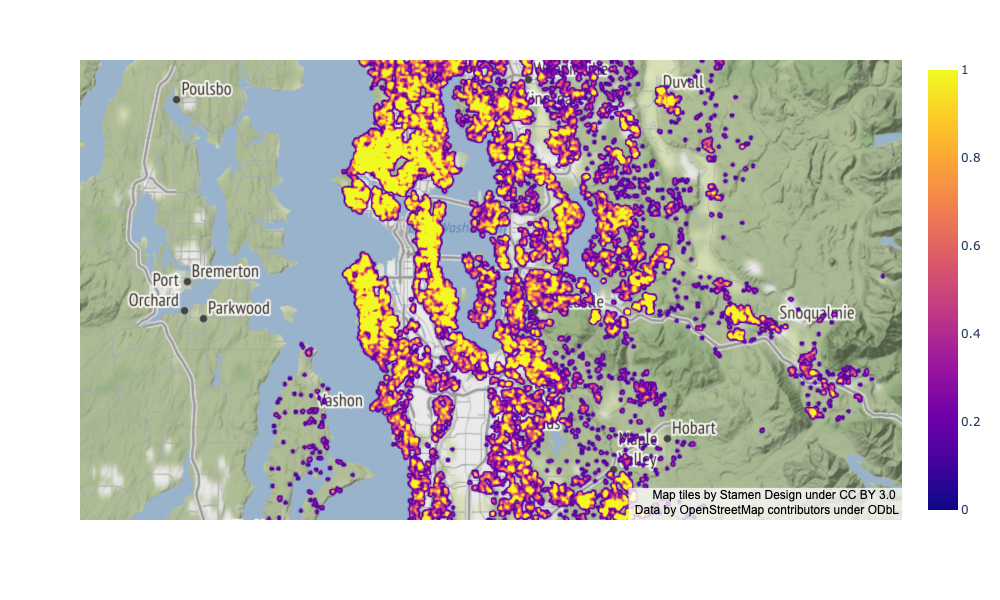 Poulsbo
Duvall
Bremerton
Port
Orchard
Parkwood
Snoqualmie
Vashon
Hobart
Maple
Valley
Map tiles by Stamen Design under CC BY 3.0
Data by OpenStreetMap contributors under ODbL
1
0.8
0.6
0.4
0.2
0